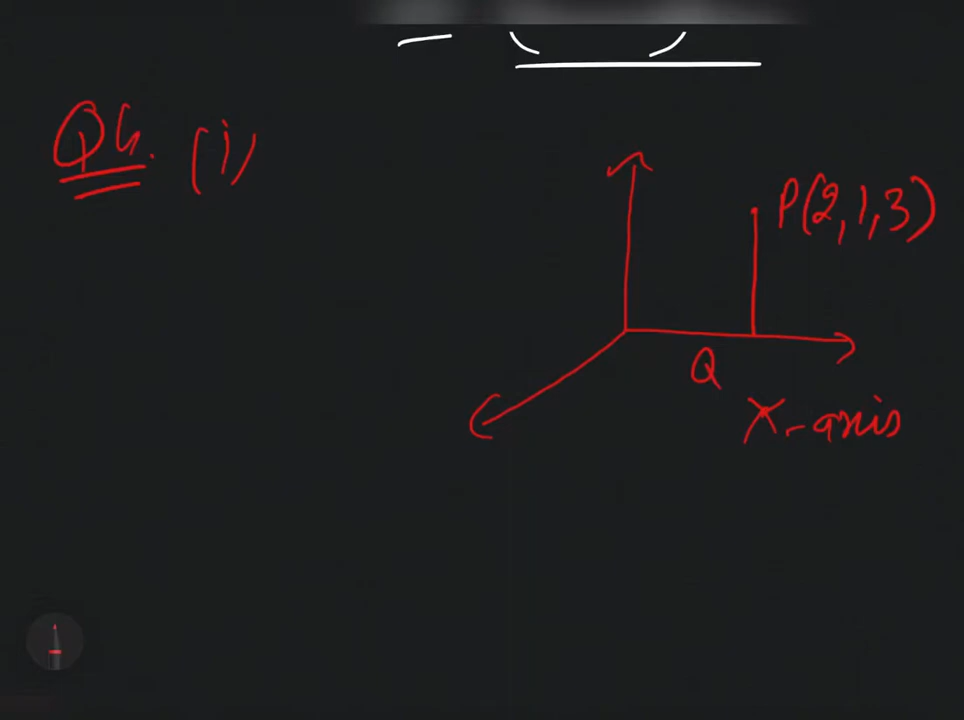 Q4. (i)
P(2,1,3)
Q
X-axis